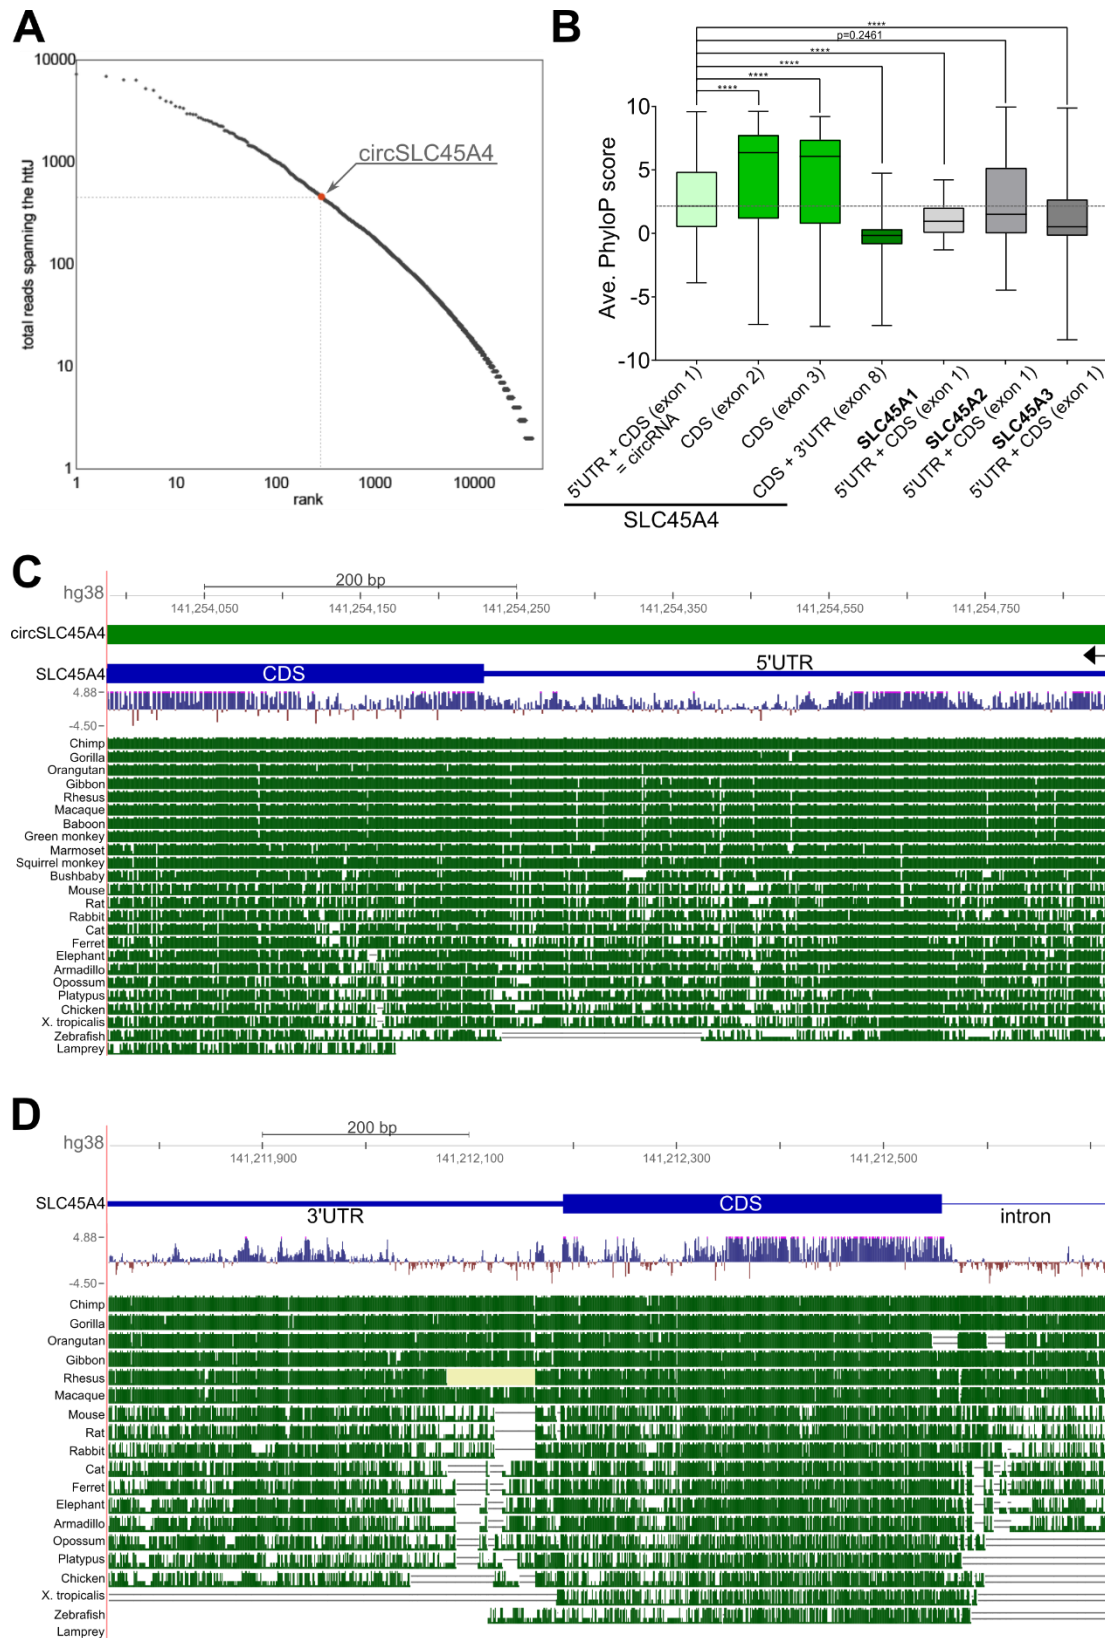 A
10000
1000
100
10
1
total reads spanning the httJ
circSLC45A4
1 10 100 1000 10000
rank
B
****
p=0.2461
****
****
****
****
10
5
0
-5
-10
Ave. PhyloP score
5'UTR + CDS (exon 1)
= circRNA
CDS (exon 2)
CDS (exon 3)
CDS + 3'UTR (exon 8)
SLC45A1
5'UTR + CDS (exon 1)
SLC45A2
5'UTR + CDS (exon 1)
SLC45A3
5'UTR + CDS (exon 1)
SLC45A4
C
200 bp
hg38
141,254,050 141,254,150 141,254,250 141,254,350 141,254,550 141,254,750
circSLC45A4
SLC45A4 CDS 5'UTR
4.88
-4.50
Chimp
Gorilla
Orangutan
Gibbon
Rhesus
Macaque
Baboon
Green monkey
Marmoset
Squirrel monkey
Bushbaby
Mouse
Rat
Rabbit
Cat
Ferret
Elephant
Armadillo
Opossum
Platypus
Chicken
X. tropicalis
Zebrafish
Lamprey
D
200 bp
hg38
141,211,900 141,212,100 141,212,300 141,212,500
SLC45A4 3'UTR CDS intron
4.88
-4.50
Chimp
Gorilla
Orangutan
Gibbon
Rhesus
Macaque
Mouse
Rat
Rabbit
Cat
Ferret
Elephant
Armadillo
Opossum
Platypus
Chicken
X. tropicalis
Zebrafish
Lamprey